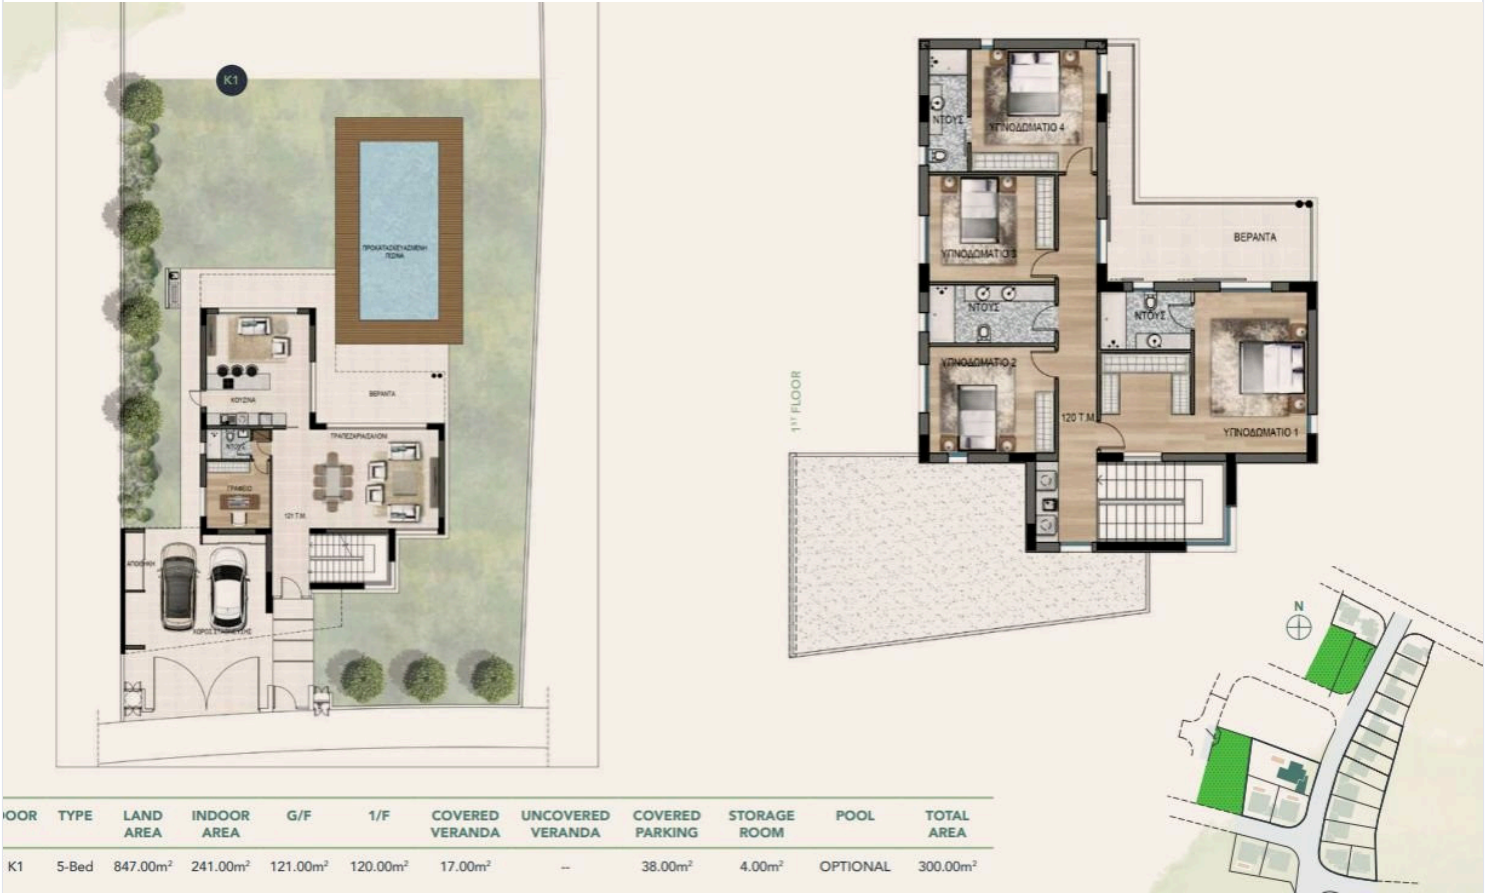 K1
ΠΡΟΚΑΤΑΣΚΕΥΑΣΜΕΝΗ
ΠΙΣΙΝΑ
ΚΟΥΖΙΝΑ
ΒΕΡΑΝΤΑ
ΝΤΟΥΣ
ΤΡΑΠΕΖΑΡΙΑ/ΣΑΛΟΝΙ
ΓΡΑΦΕΙΟ
121 Τ.Μ.
ΑΠΟΘΗΚΗ
ΧΩΡΟΣ ΣΤΑΘΜΕΥΣΗΣ
1ST FLOOR
ΝΤΟΥΣ
ΥΠΝΟΔΩΜΑΤΙΟ 4
ΥΠΝΟΔΩΜΑΤΙΟ 3
ΒΕΡΑΝΤΑ
ΝΤΟΥΣ
ΝΤΟΥΣ
ΥΠΝΟΔΩΜΑΤΙΟ 2
120 Τ.Μ.
ΥΠΝΟΔΩΜΑΤΙΟ 1
N
OOR TYPE LAND AREA INDOOR AREA G/F 1/F COVERED VERANDA UNCOVERED VERANDA COVERED PARKING STORAGE ROOM POOL TOTAL AREA
K1 5-Bed 847.00m² 241.00m² 121.00m² 120.00m² 17.00m² -- 38.00m² 4.00m² OPTIONAL 300.00m²